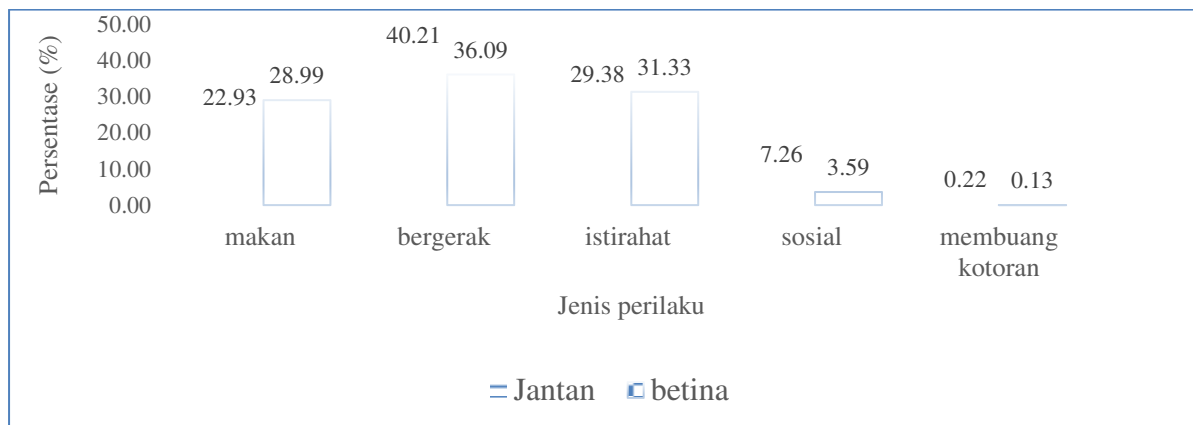 Persentase (%)
50.00
40.00
30.00
20.00
10.00
0.00
22.93
28.99
40.21
36.09
29.38
31.33
7.26
3.59
0.22
0.13
makan
bergerak
istirahat
sosial
membuang
kotoran
Jenis perilaku
Jantan
betina